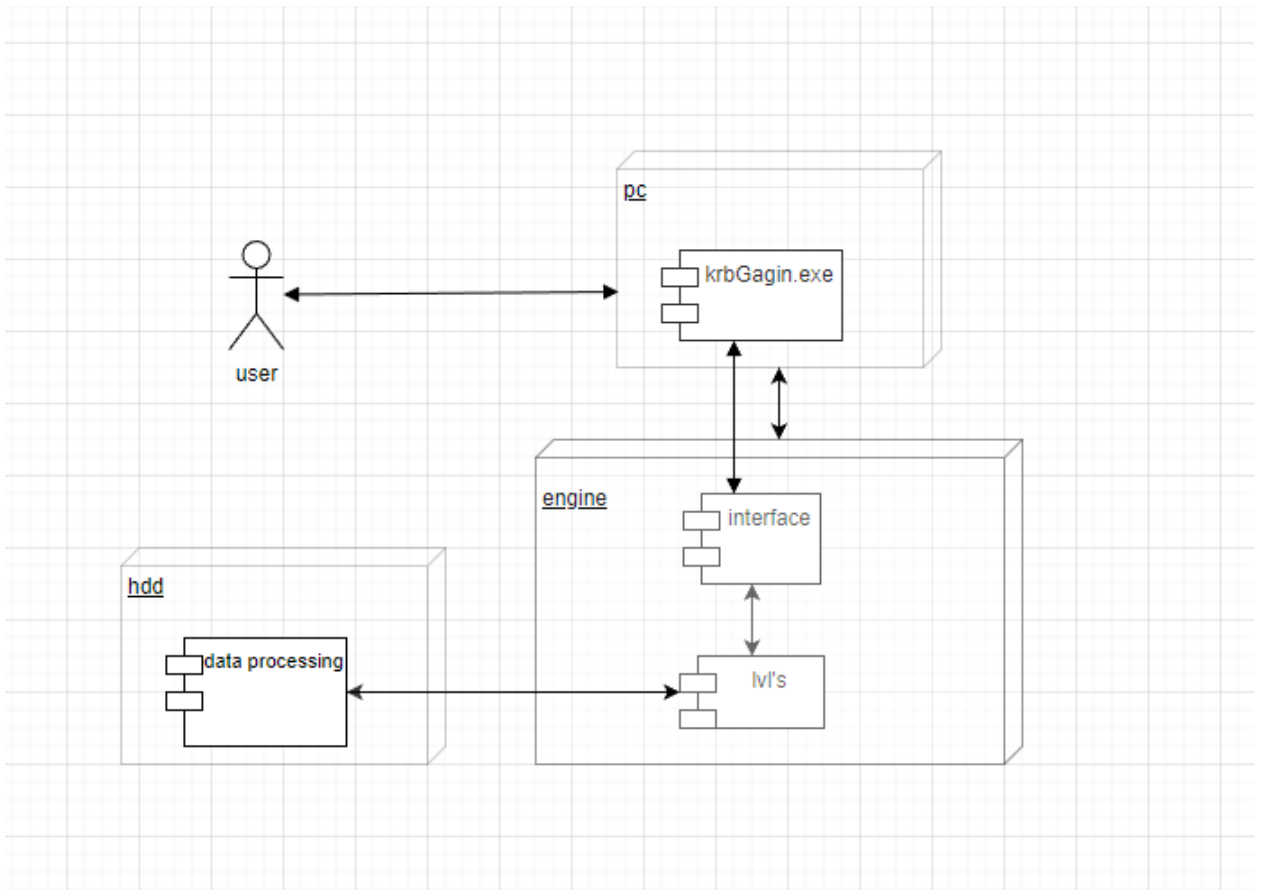 pc
krbGagin.exe
user
engine
interface
hdd
data processing
lvl's